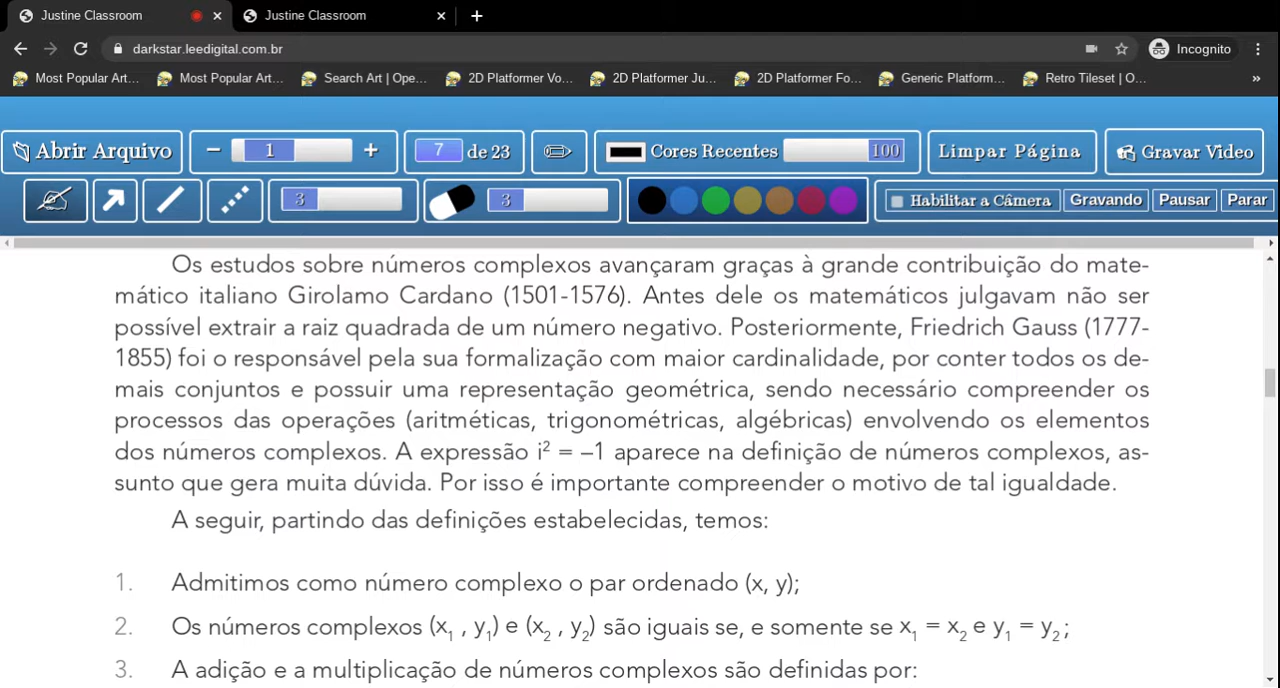 Justine Classroom
Justine Classroom
darkstar.leedigital.com.br
Incognito
Most Popular Art...
Most Popular Art...
Search Art | Ope...
2D Platformer Vo...
2D Platformer Ju...
2D Platformer Fo...
Generic Platform...
Retro Tileset | O...
Abrir Arquivo
− 1 +
7 de 23
Cores Recentes 100
Limpar Página
Gravar Video
3
3
Habilitar a Câmera
Gravando
Pausar
Parar
Os estudos sobre números complexos avançaram graças à grande contribuição do mate-
mático italiano Girolamo Cardano (1501-1576). Antes dele os matemáticos julgavam não ser
possível extrair a raiz quadrada de um número negativo. Posteriormente, Friedrich Gauss (1777-
1855) foi o responsável pela sua formalização com maior cardinalidade, por conter todos os de-
mais conjuntos e possuir uma representação geométrica, sendo necessário compreender os
processos das operações (aritméticas, trigonométricas, algébricas) envolvendo os elementos
dos números complexos. A expressão i² = –1 aparece na definição de números complexos, as-
sunto que gera muita dúvida. Por isso é importante compreender o motivo de tal igualdade.
A seguir, partindo das definições estabelecidas, temos:
1. Admitimos como número complexo o par ordenado (x, y);
2. Os números complexos (x₁ , y₁) e (x₂ , y₂) são iguais se, e somente se x₁ = x₂ e y₁ = y₂ ;
3. A adição e a multiplicação de números complexos são definidas por: